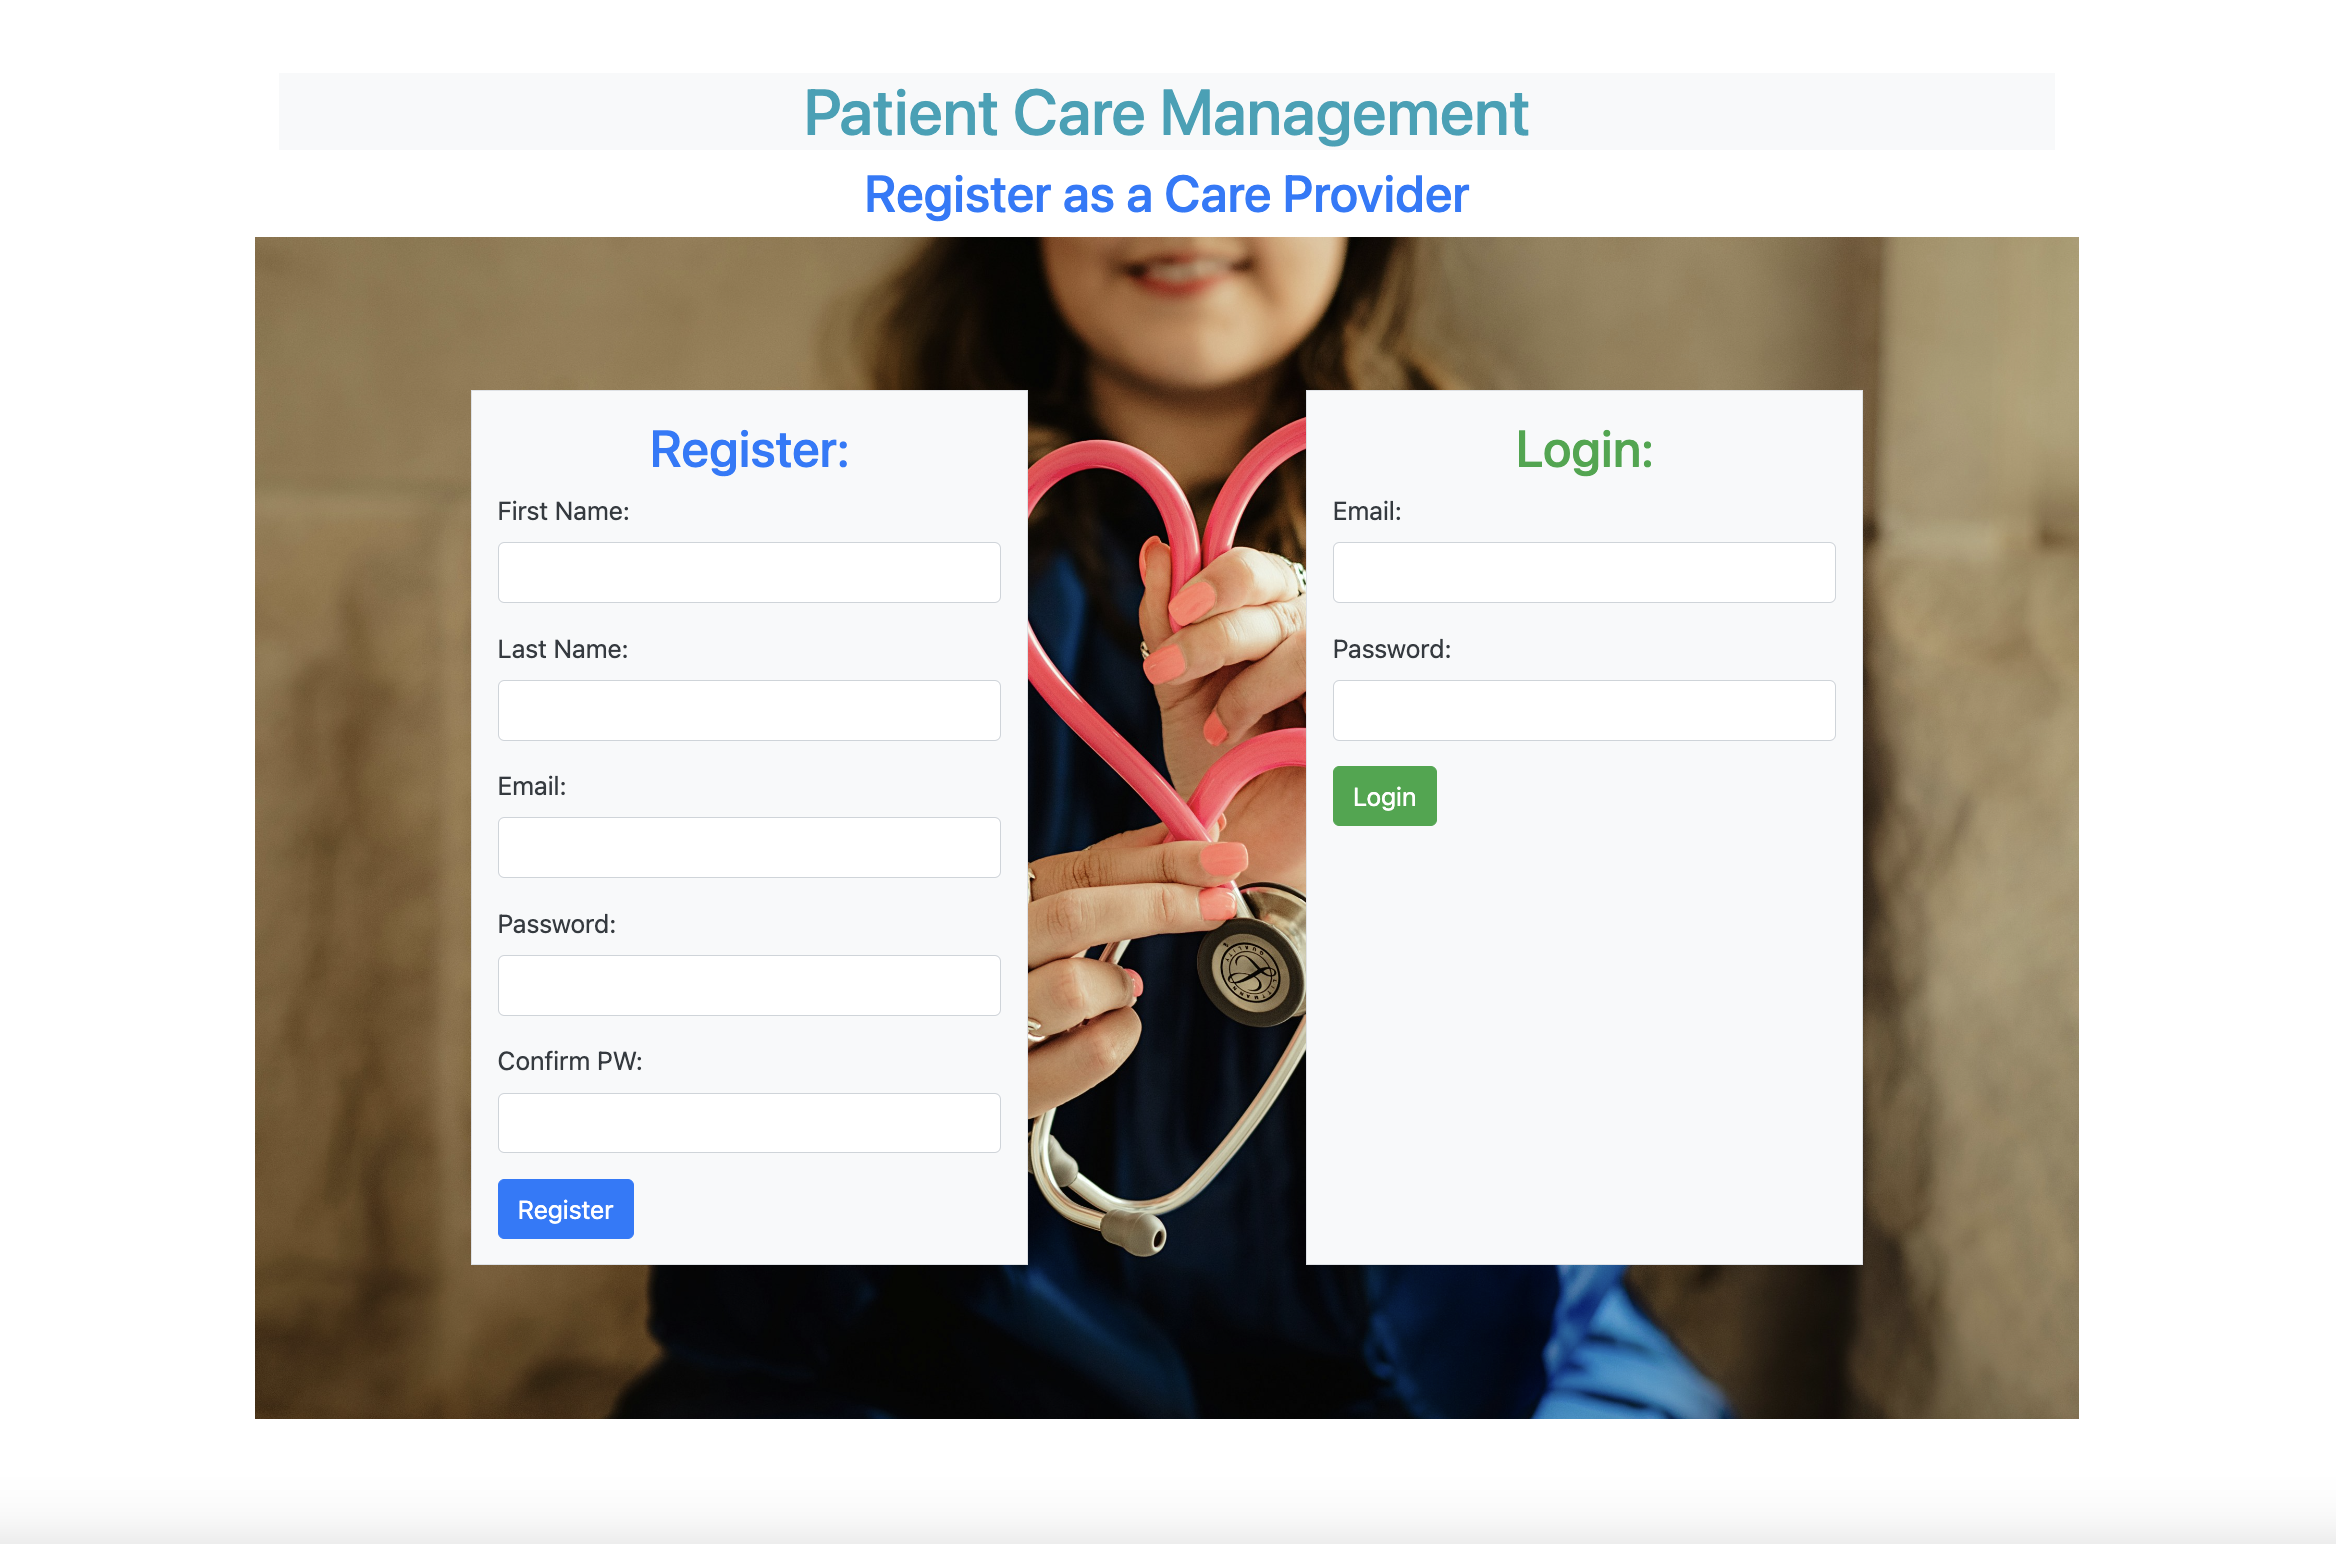 Patient Care Management
Register as a Care Provider
Register:
First Name:
Last Name:
Email:
Password:
Confirm PW:
Register
Login:
Email:
Password:
Login